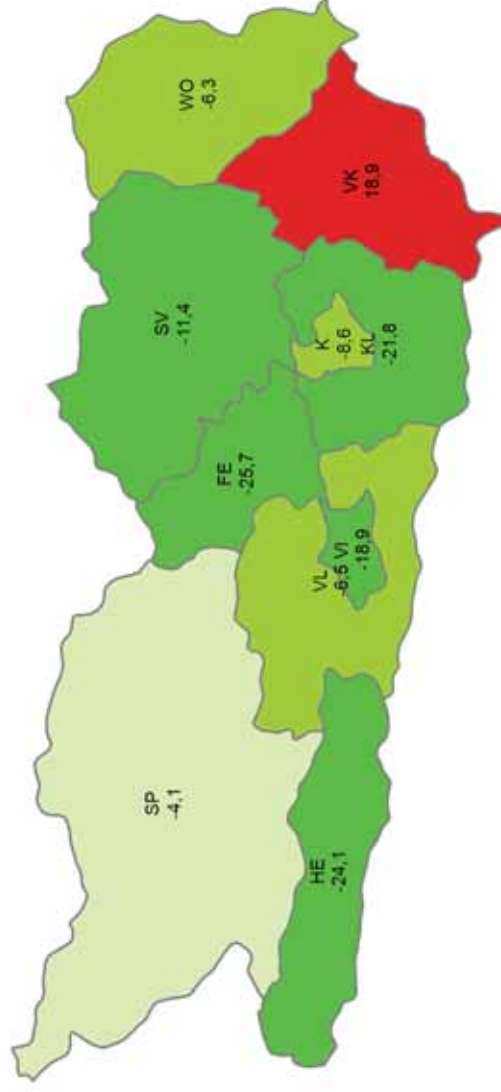 SP
-4,1
HE
-24,1
VL
-6,5
VI
-18,9
FE
-25,7
SV
-11,4
K
-8,6
KL
-21,8
WO
-6,3
VK
18,9